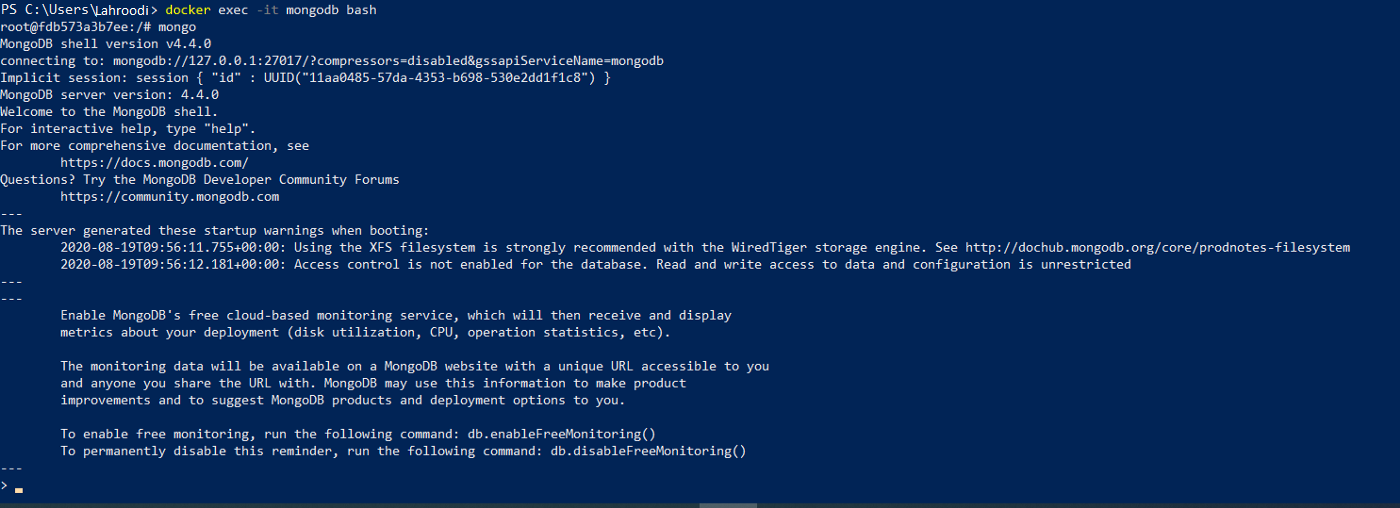 PS C:\Users\Lahroodi> docker exec -it mongodb bash
root@fdb573a3b7ee:/# mongo
MongoDB shell version v4.4.0
connecting to: mongodb://127.0.0.1:27017/?compressors=disabled&gssapiServiceName=mongodb
Implicit session: session { "id" : UUID("11aa0485-57da-4353-b698-530e2dd1f1c8") }
MongoDB server version: 4.4.0
Welcome to the MongoDB shell.
For interactive help, type "help".
For more comprehensive documentation, see
        https://docs.mongodb.com/
Questions? Try the MongoDB Developer Community Forums
        https://community.mongodb.com
---
The server generated these startup warnings when booting:
        2020-08-19T09:56:11.755+00:00: Using the XFS filesystem is strongly recommended with the WiredTiger storage engine. See http://dochub.mongodb.org/core/prodnotes-filesystem
        2020-08-19T09:56:12.181+00:00: Access control is not enabled for the database. Read and write access to data and configuration is unrestricted
---
---
        Enable MongoDB's free cloud-based monitoring service, which will then receive and display
        metrics about your deployment (disk utilization, CPU, operation statistics, etc).

        The monitoring data will be available on a MongoDB website with a unique URL accessible to you
        and anyone you share the URL with. MongoDB may use this information to make product
        improvements and to suggest MongoDB products and deployment options to you.

        To enable free monitoring, run the following command: db.enableFreeMonitoring()
        To permanently disable this reminder, run the following command: db.disableFreeMonitoring()
---
>